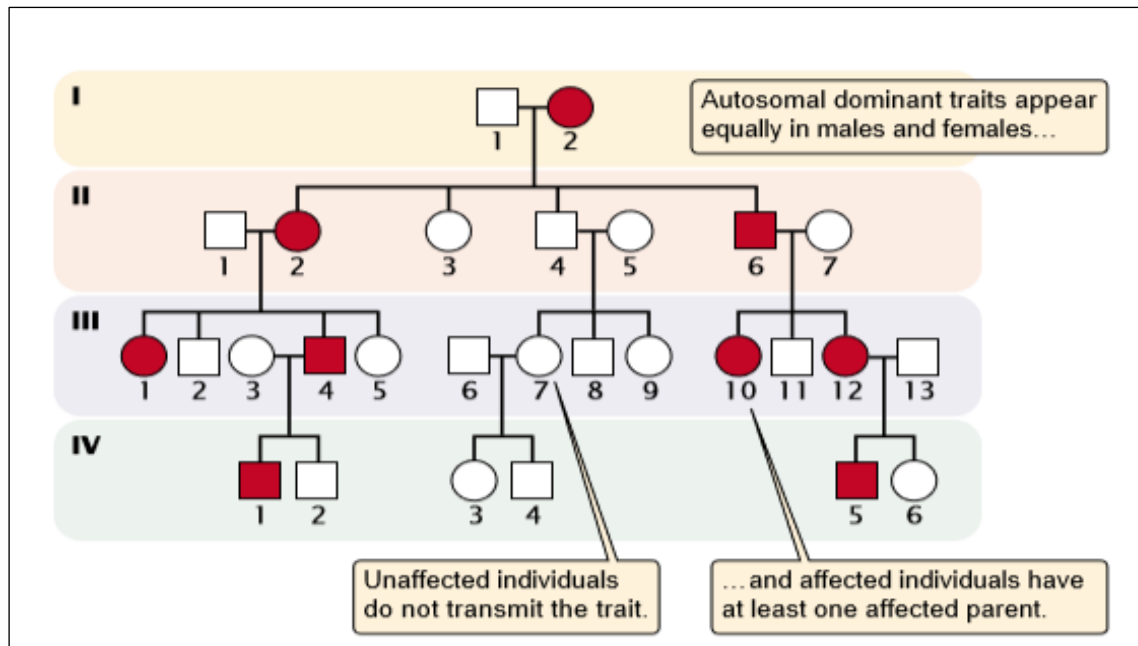 I
Autosomal dominant traits appear
equally in males and females…
1 2
II
1 2 3 4 5 6 7
III
1 2 3 4 5 6 7 8 9 10 11 12 13
IV
1 2 3 4 5 6
Unaffected individuals
do not transmit the trait.
…and affected individuals have
at least one affected parent.